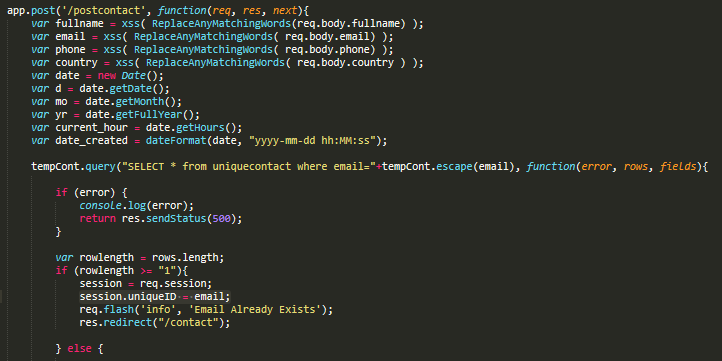 app.post('/postcontact', function(req, res, next){
var fullname = xss( ReplaceAnyMatchingWords(req.body.fullname) );
var email = xss( ReplaceAnyMatchingWords( req.body.email) );
var phone = xss( ReplaceAnyMatchingWords( req.body.phone) );
var country = xss( ReplaceAnyMatchingWords( req.body.country ) );
var date = new Date();
var d = date.getDate();
var mo = date.getMonth();
var yr = date.getFullYear();
var current_hour = date.getHours();
var date_created = dateFormat(date, "yyyy-mm-dd hh:MM:ss");
tempCont.query("SELECT * from uniquecontact where email="+tempCont.escape(email), function(error, rows, fields){
if (error) {
console.log(error);
return res.sendStatus(500);
}
var rowlength = rows.length;
if (rowlength >= "1"){
session = req.session;
session.uniqueID = email;
req.flash('info', 'Email Already Exists');
res.redirect("/contact");
} else {